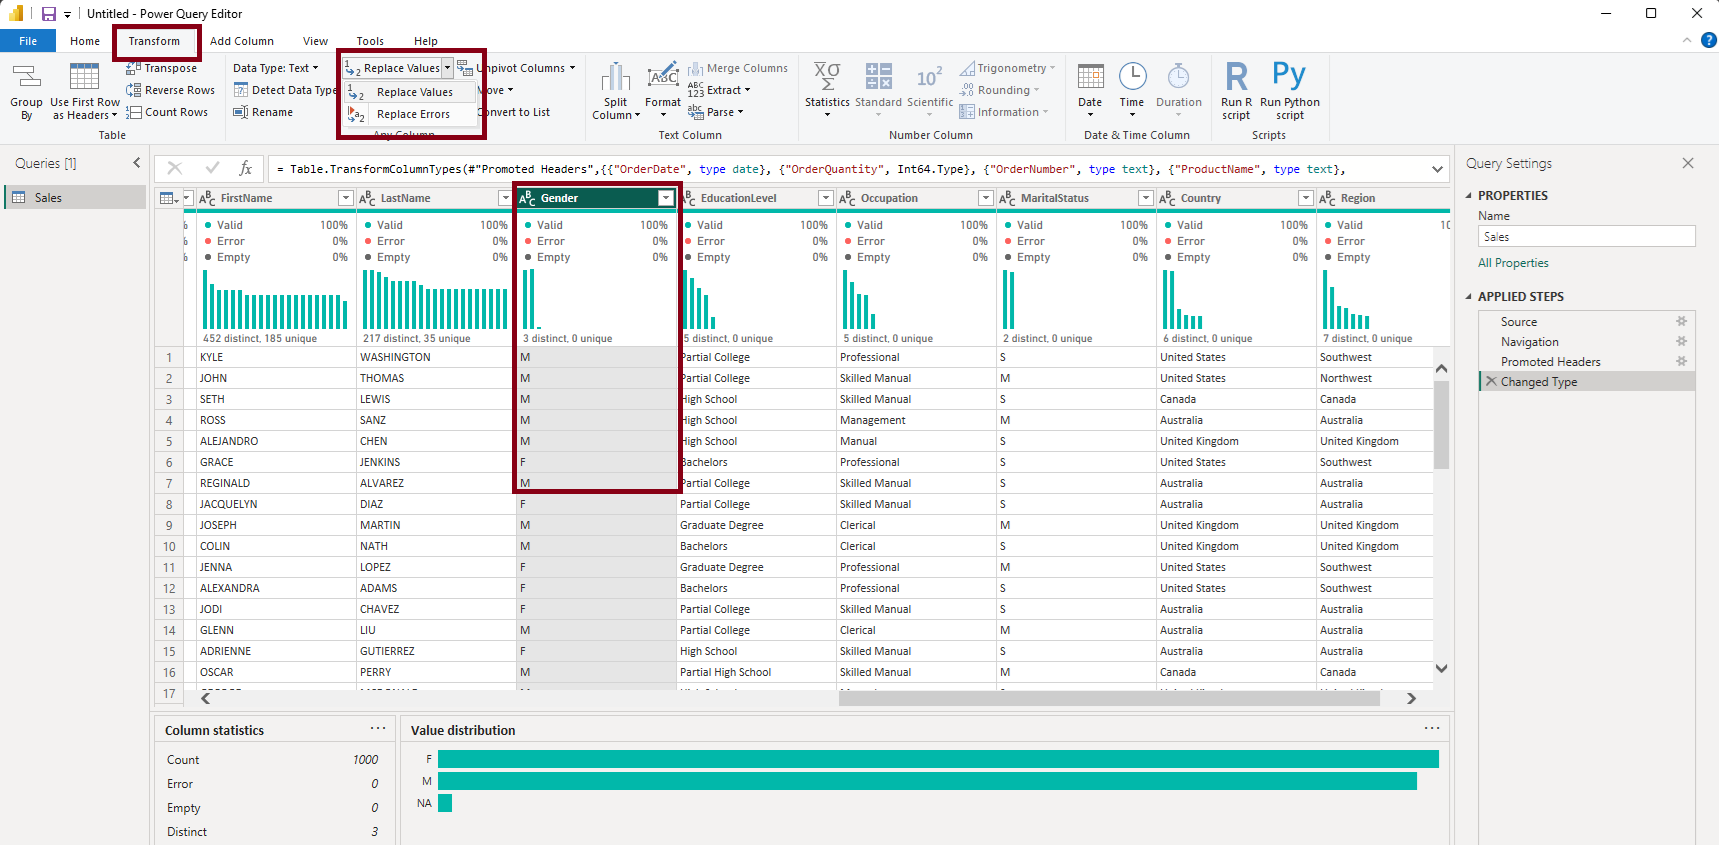 Untitled - Power Query Editor
File Home Transform Add Column View Tools Help
Group By
Use First Row as Headers
Transpose
Reverse Rows
Count Rows
Table
Data Type: Text
Detect Data Type
Rename
Replace Values
Replace Values
Replace Errors
Any Column
Unpivot Columns
Move
Convert to List
Split Column
Format
Merge Columns
Extract
Parse
Text Column
Statistics
Standard
Scientific
Trigonometry
Rounding
Information
Number Column
Date
Time
Duration
Date & Time Column
Run R script
Run Python script
Scripts
Queries [1]
Sales
= Table.TransformColumnTypes(#"Promoted Headers",{{"OrderDate", type date}, {"OrderQuantity", Int64.Type}, {"OrderNumber", type text}, {"ProductName", type text},
FirstName LastName Gender EducationLevel Occupation MaritalStatus Country Region
% Valid 100% Valid 100% Valid 100% Valid 100% Valid 100% Valid 100% Valid 100% Valid 10
% Error 0% Error 0% Error 0% Error 0% Error 0% Error 0% Error 0% Error
% Empty 0% Empty 0% Empty 0% Empty 0% Empty 0% Empty 0% Empty 0% Empty
452 distinct, 185 unique 217 distinct, 35 unique 3 distinct, 0 unique 5 distinct, 0 unique 5 distinct, 0 unique 2 distinct, 0 unique 6 distinct, 0 unique 7 distinct, 0 unique
1 KYLE WASHINGTON M Partial College Professional S United States Southwest
2 JOHN THOMAS M Partial College Skilled Manual M United States Northwest
3 SETH LEWIS M High School Skilled Manual S Canada Canada
4 ROSS SANZ M High School Management M Australia Australia
5 ALEJANDRO CHEN M High School Manual S United Kingdom United Kingdom
6 GRACE JENKINS F Bachelors Professional S United States Southwest
7 REGINALD ALVAREZ M Partial College Skilled Manual S Australia Australia
8 JACQUELYN DIAZ F Partial College Skilled Manual S Australia Australia
9 JOSEPH MARTIN M Graduate Degree Clerical M United Kingdom United Kingdom
10 COLIN NATH M Bachelors Clerical S United Kingdom United Kingdom
11 JENNA LOPEZ F Graduate Degree Professional M United States Southwest
12 ALEXANDRA ADAMS F Bachelors Professional S United States Southwest
13 JODI CHAVEZ F Partial College Skilled Manual S Australia Australia
14 GLENN LIU M Partial College Clerical M Australia Australia
15 ADRIENNE GUTIERREZ F High School Skilled Manual S Australia Australia
16 OSCAR PERRY M Partial High School Skilled Manual M Canada Canada
17
Column statistics
Count 1000
Error 0
Empty 0
Distinct 3
Value distribution
F
M
NA
Query Settings
PROPERTIES
Name
Sales
All Properties
APPLIED STEPS
Source
Navigation
Promoted Headers
Changed Type